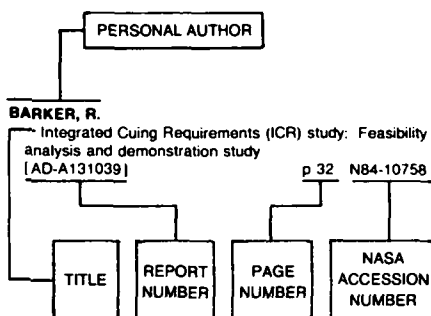 PERSONAL AUTHOR
BARKER, R.
Integrated Cuing Requirements (ICR) study: Feasibility
analysis and demonstration study
[AD-A131039] p 32 N84-10758
TITLE
REPORT
NUMBER
PAGE
NUMBER
NASA
ACCESSION
NUMBER